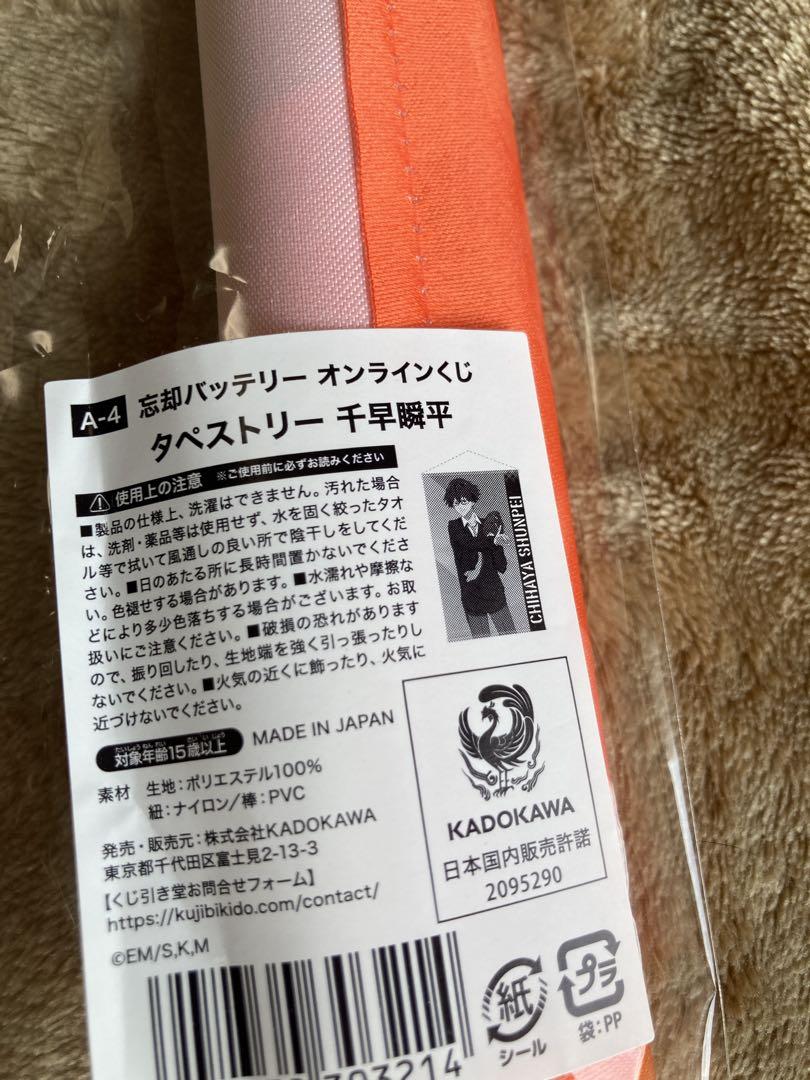 A-4 忘却バッテリー オンラインくじ
タペストリー 千早瞬平
使用上の注意 ※ご使用前に必ずお読みください
■製品の仕様上、洗濯はできません。汚れた場合
は、洗剤・薬品等は使用せず、水を固く絞ったタオ
ル等で拭いて風通しの良い所で陰干しをしてくだ
さい。■日のあたる所に長時間置かないでくださ
い。色褪せする場合があります。■水濡れや摩擦な
どにより多少色落ちする場合がございます。お取
扱いにご注意ください。■破損の恐れがあります
ので、振り回したり、生地端を強く引っ張ったりし
ないでください。■火気の近くに飾ったり、火気に
近づけないでください。
CHIHAYA SHUNPEI
たいしょうねんれい さいいじょう
対象年齢15歳以上 MADE IN JAPAN
素材 生地:ポリエステル100%
紐:ナイロン/棒:PVC
発売・販売元:株式会社KADOKAWA
東京都千代田区富士見2-13-3
【くじ引き堂お問合せフォーム】
https://kujibikido.com/contact/
©EM/S,K,M
KADOKAWA
日本国内販売許諾
2095290
703214
紙
シール
プラ
袋:PP